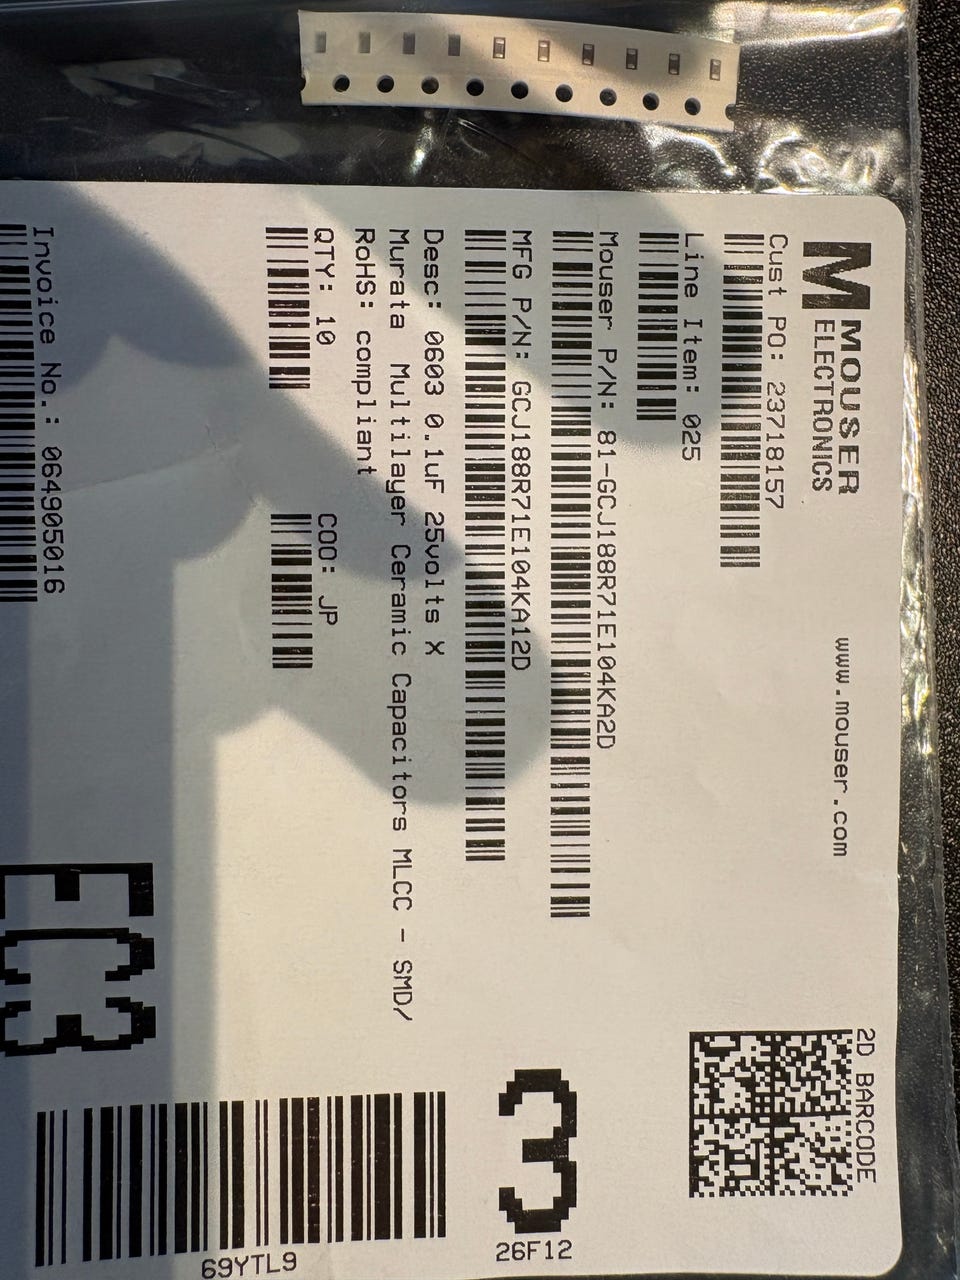 MOUSER
ELECTRONICS
www.mouser.com
2D BARCODE
Cust PO: 23718157
Line Item: 025
Mouser P/N: 81-GCJ188R71E104KA2D
MFG P/N: GCJ188R71E104KA12D
Desc: 0603 0.1uF 25volts X
Murata Multilayer Ceramic Capacitors MLCC - SMD/
RoHS: compliant
QTY: 10 COO: JP
Invoice No.: 064905016
3
26F12
EC3
69YTL9